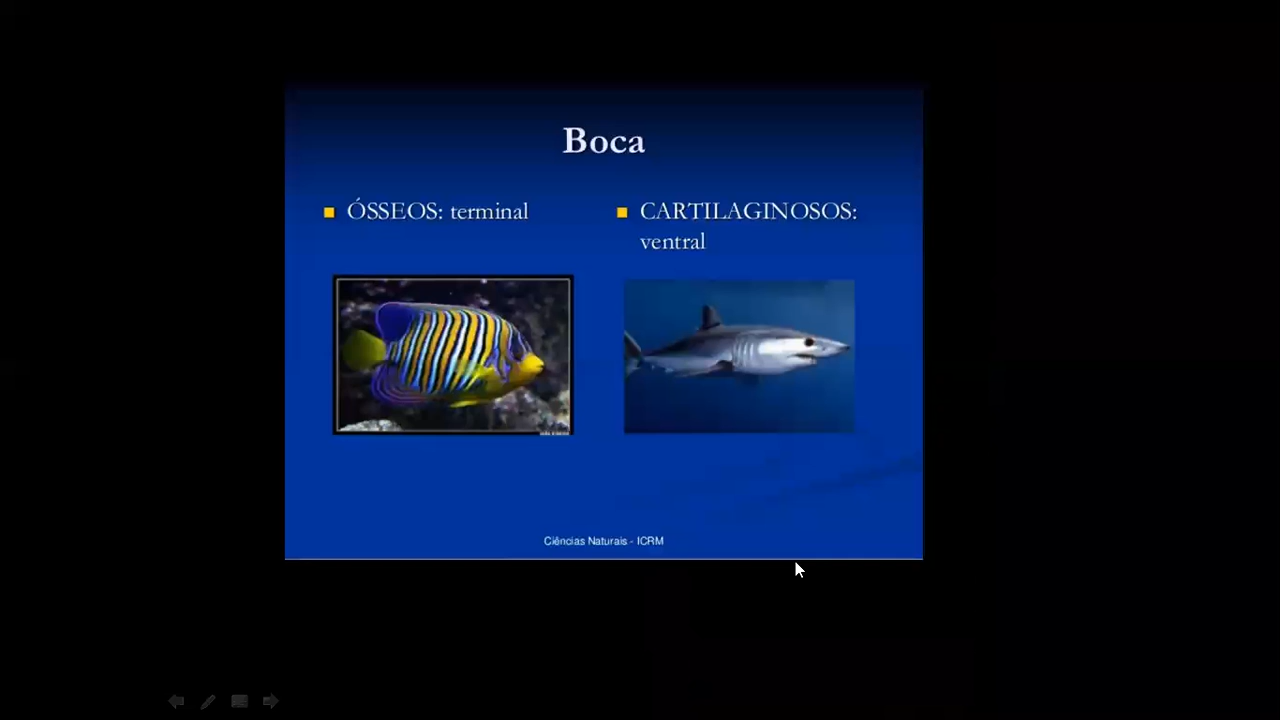 Boca
ÓSSEOS: terminal
CARTILAGINOSOS:
ventral
Ciências Naturais - ICRM